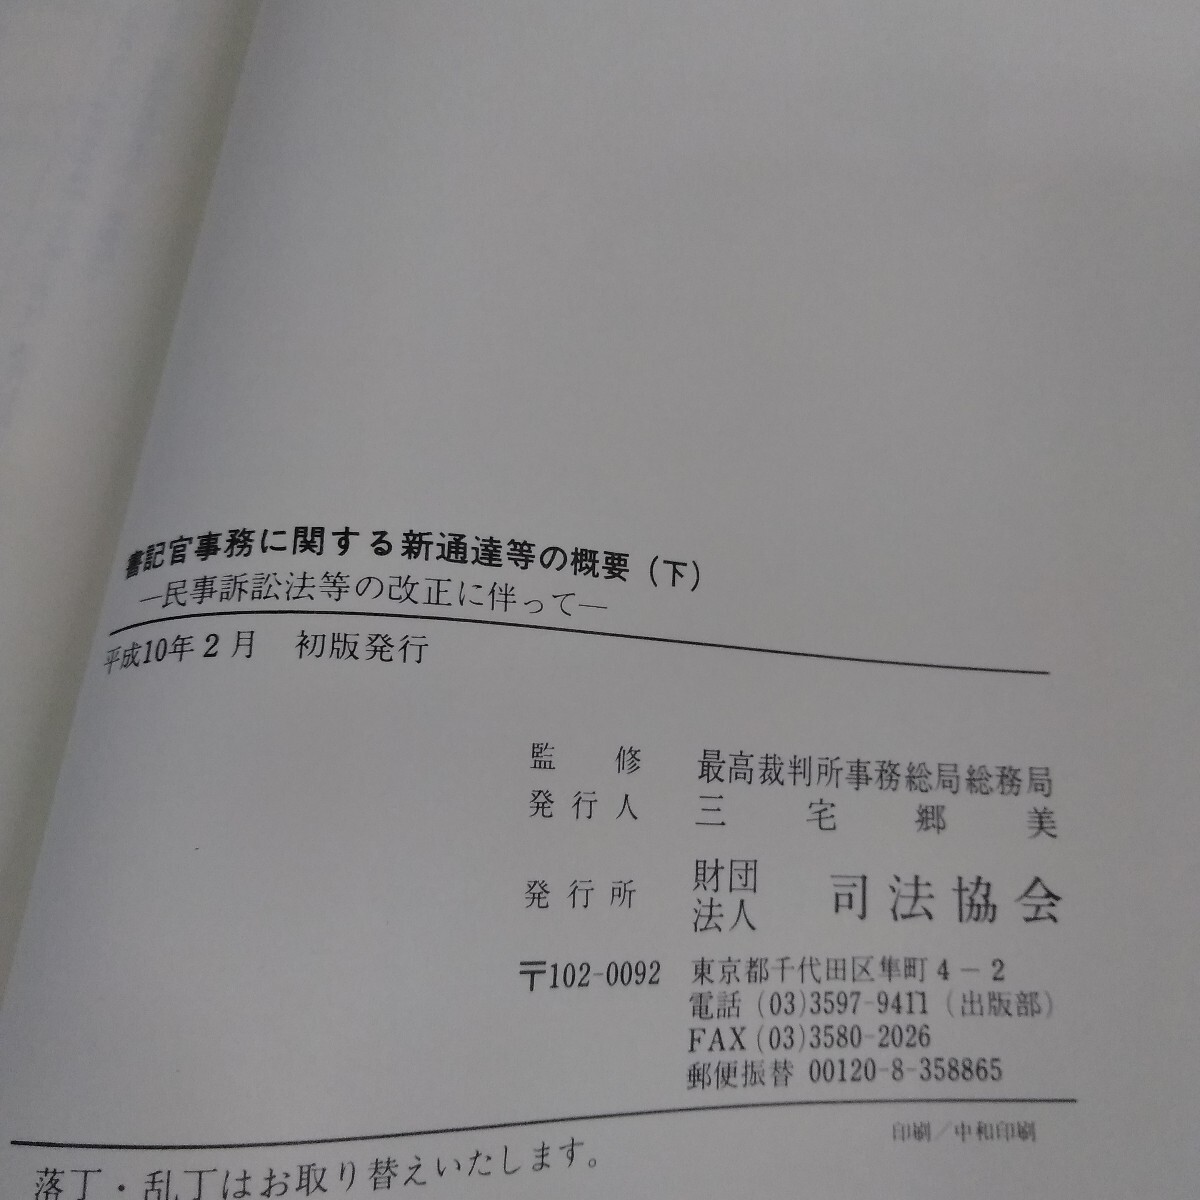 書記官事務に関する新通達等の概要(下)
―民事訴訟法等の改正に伴って―
平成10年2月 初版発行
監修 最高裁判所事務総局総務局
発行人 三宅郷美
発行所 財団法人 司法協会
〒102-0092 東京都千代田区隼町4-2
電話(03)3597-9411(出版部)
FAX(03)3580-2026
郵便振替 00120-8-358865
印刷/中和印刷
落丁・乱丁はお取り替えいたします。